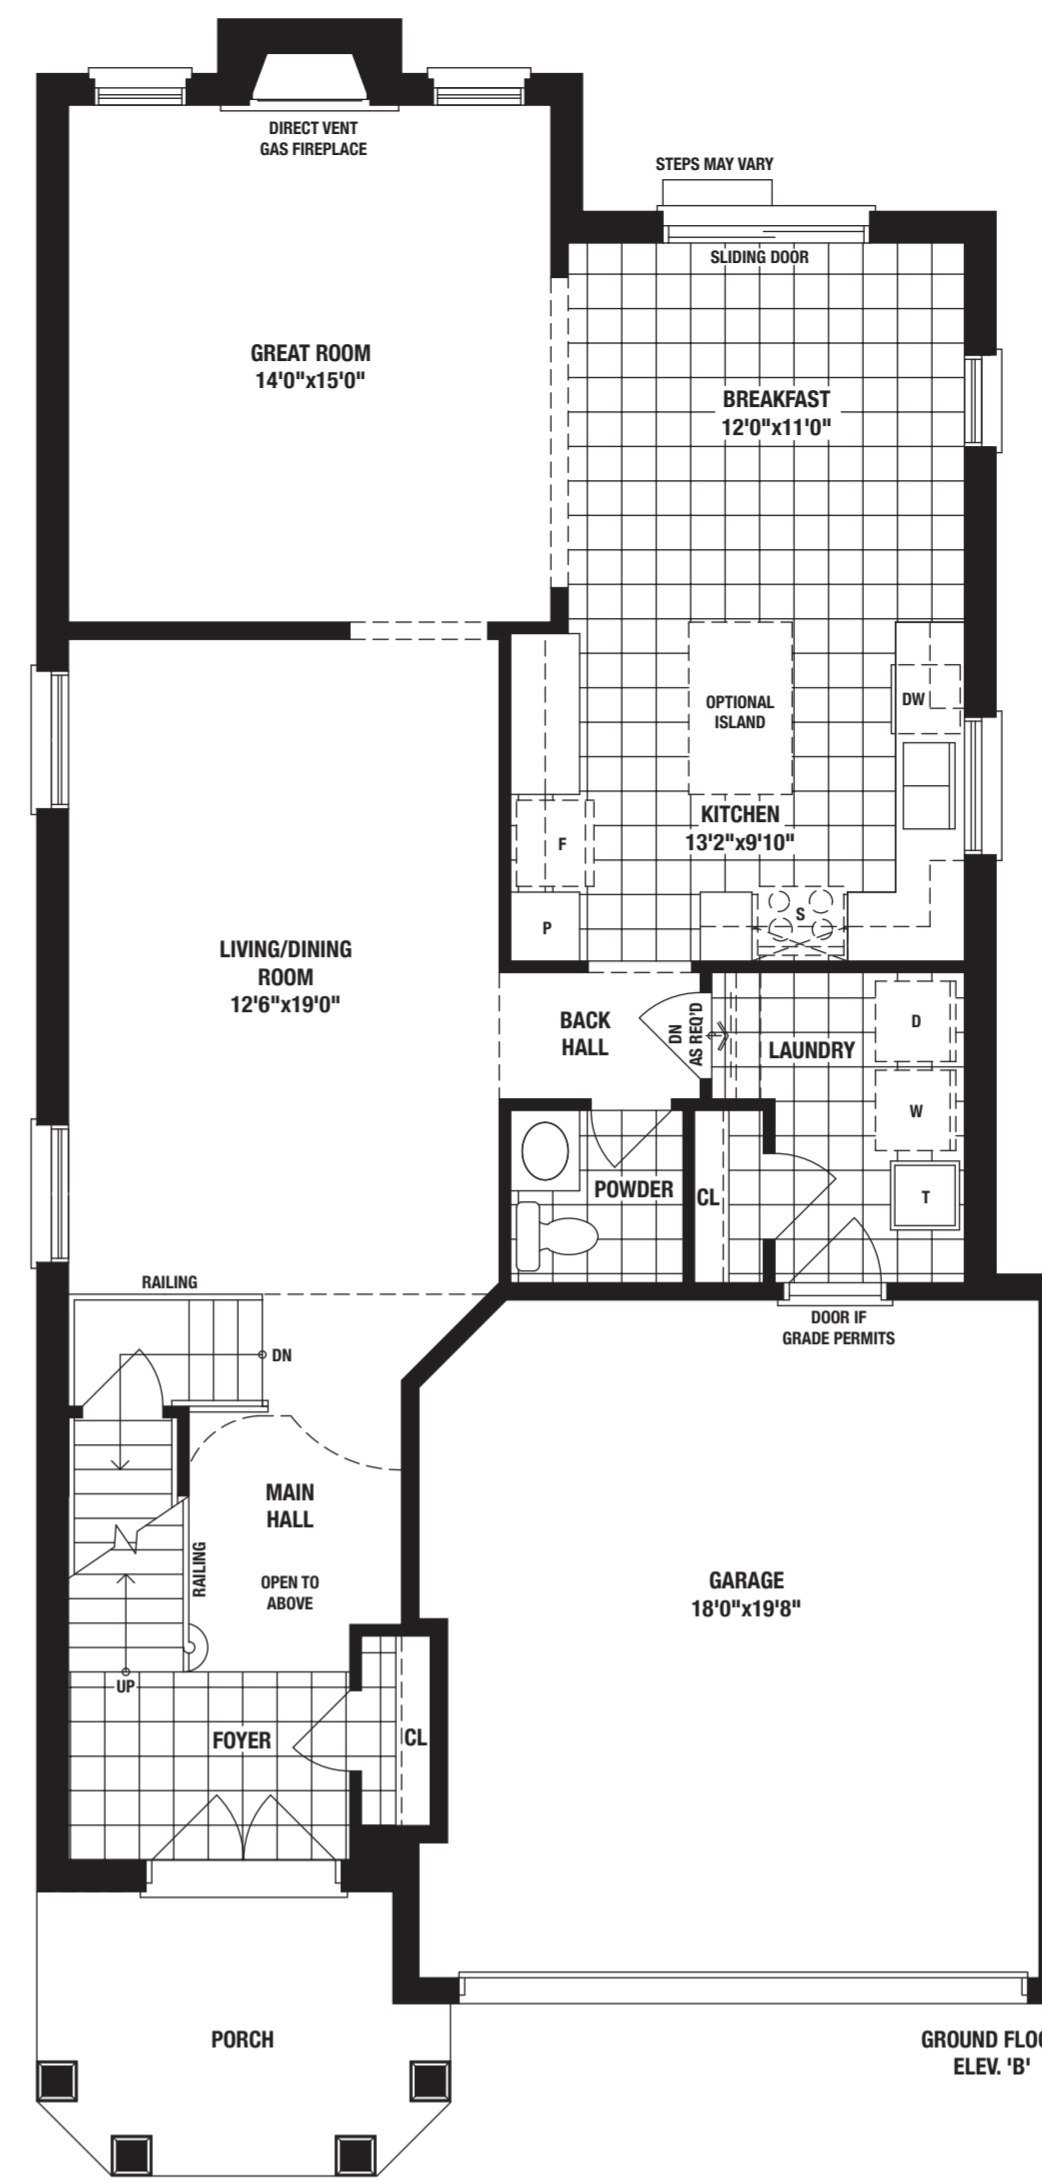 DIRECT VENT
GAS FIREPLACE
STEPS MAY VARY
SLIDING DOOR
GREAT ROOM
14'0"x15'0"
BREAKFAST
12'0"x11'0"
OPTIONAL
ISLAND
DW
KITCHEN
13'2"x9'10"
F
S
P
LIVING/DINING
ROOM
12'6"x19'0"
BACK
HALL
DN
AS REQ'D
LAUNDRY
D
W
T
POWDER
CL
RAILING
DN
DOOR IF
GRADE PERMITS
MAIN
HALL
OPEN TO
ABOVE
RAILING
GARAGE
18'0"x19'8"
UP
FOYER
CL
PORCH
GROUND FLOO
ELEV. 'B'